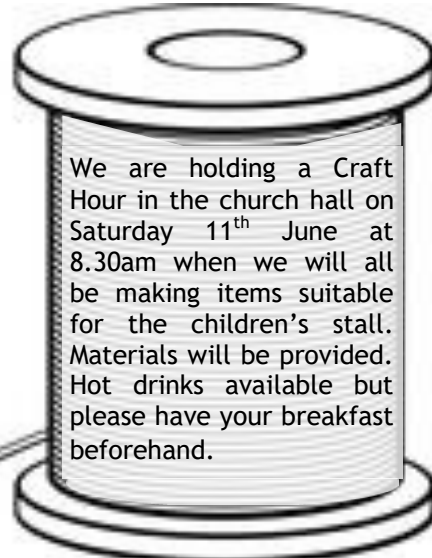 We are holding a Craft
Hour in the church hall on
Saturday 11th June at
8.30am when we will all
be making items suitable
for the children’s stall.
Materials will be provided.
Hot drinks available but
please have your breakfast
beforehand.